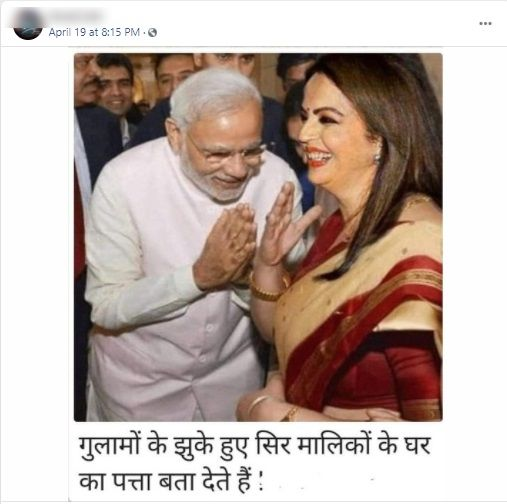 April 19 at 8:15 PM ·
गुलामों के झुके हुए सिर मालिकों के घर
का पत्ता बता देते हैं !